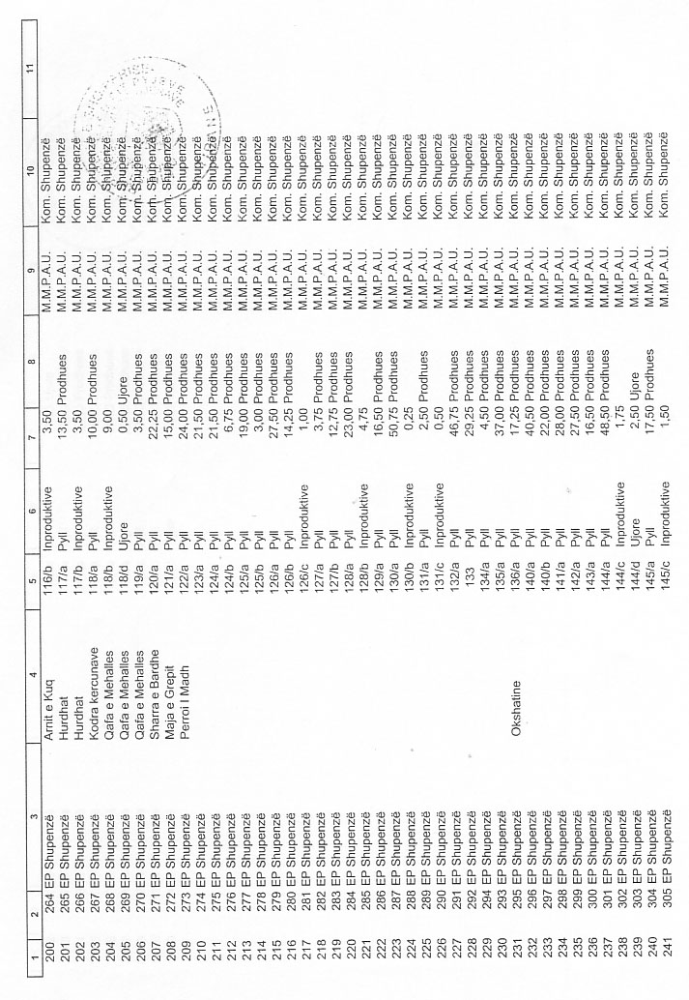 1 2 3 4 5 6 7 8 9 10 11
200 264 EP Shupenzë Arnit e Kuq 116/b Inproduktive 3,50 M.M.P.A.U. Kom. Shupenzë
201 265 EP Shupenzë Hurdhat 117/a Pyll 13,50 Prodhues M.M.P.A.U. Kom. Shupenzë
202 266 EP Shupenzë Hurdhat 117/b Inproduktive 3,50 M.M.P.A.U. Kom. Shupenzë
203 267 EP Shupenzë Kodra kercunave 118/a Pyll 10,00 Prodhues M.M.P.A.U. Kom. Shupenzë
204 268 EP Shupenzë Qafa e Mehalles 118/b Inproduktive 9,00 M.M.P.A.U. Kom. Shupenzë
205 269 EP Shupenzë Qafa e Mehalles 118/d Ujore 0,50 Ujore M.M.P.A.U. Kom. Shupenzë
206 270 EP Shupenzë Qafa e Mehalles 119/a Pyll 3,50 Prodhues M.M.P.A.U. Kom. Shupenzë
207 271 EP Shupenzë Sharra e Bardhe 120/a Pyll 22,25 Prodhues M.M.P.A.U. Kom. Shupenzë
208 272 EP Shupenzë Maja e Grepit 121/a Pyll 15,00 Prodhues M.M.P.A.U. Kom. Shupenzë
209 273 EP Shupenzë Perroi I Madh 122/a Pyll 24,00 Prodhues M.M.P.A.U. Kom. Shupenzë
210 274 EP Shupenzë 123/a Pyll 21,50 Prodhues M.M.P.A.U. Kom. Shupenzë
211 275 EP Shupenzë 124/a Pyll 21,50 Prodhues M.M.P.A.U. Kom. Shupenzë
212 276 EP Shupenzë 124/b Pyll 6,75 Prodhues M.M.P.A.U. Kom. Shupenzë
213 277 EP Shupenzë 125/a Pyll 19,00 Prodhues M.M.P.A.U. Kom. Shupenzë
214 278 EP Shupenzë 125/b Pyll 3,00 Prodhues M.M.P.A.U. Kom. Shupenzë
215 279 EP Shupenzë 126/a Pyll 27,50 Prodhues M.M.P.A.U. Kom. Shupenzë
216 280 EP Shupenzë 126/b Pyll 14,25 Prodhues M.M.P.A.U. Kom. Shupenzë
217 281 EP Shupenzë 126/c Inproduktive 1,00 M.M.P.A.U. Kom. Shupenzë
218 282 EP Shupenzë 127/a Pyll 3,75 Prodhues M.M.P.A.U. Kom. Shupenzë
219 283 EP Shupenzë 127/b Pyll 12,75 Prodhues M.M.P.A.U. Kom. Shupenzë
220 284 EP Shupenzë 128/a Pyll 23,00 Prodhues M.M.P.A.U. Kom. Shupenzë
221 285 EP Shupenzë 128/b Inproduktive 4,75 M.M.P.A.U. Kom. Shupenzë
222 286 EP Shupenzë 129/a Pyll 16,50 Prodhues M.M.P.A.U. Kom. Shupenzë
223 287 EP Shupenzë 130/a Pyll 50,75 Prodhues M.M.P.A.U. Kom. Shupenzë
224 288 EP Shupenzë 130/b Inproduktive 0,25 M.M.P.A.U. Kom. Shupenzë
225 289 EP Shupenzë 131/a Pyll 2,50 Prodhues M.M.P.A.U. Kom. Shupenzë
226 290 EP Shupenzë 131/c Inproduktive 0,50 M.M.P.A.U. Kom. Shupenzë
227 291 EP Shupenzë 132/a Pyll 46,75 Prodhues M.M.P.A.U. Kom. Shupenzë
228 292 EP Shupenzë 133 Pyll 29,25 Prodhues M.M.P.A.U. Kom. Shupenzë
229 294 EP Shupenzë 134/a Pyll 4,50 Prodhues M.M.P.A.U. Kom. Shupenzë
230 293 EP Shupenzë 135/a Pyll 37,00 Prodhues M.M.P.A.U. Kom. Shupenzë
231 295 EP Shupenzë Okshatine 136/a Pyll 17,25 Prodhues M.M.P.A.U. Kom. Shupenzë
232 296 EP Shupenzë 140/a Pyll 40,50 Prodhues M.M.P.A.U. Kom. Shupenzë
233 297 EP Shupenzë 140/b Pyll 22,00 Prodhues M.M.P.A.U. Kom. Shupenzë
234 298 EP Shupenzë 141/a Pyll 28,00 Prodhues M.M.P.A.U. Kom. Shupenzë
235 299 EP Shupenzë 142/a Pyll 27,50 Prodhues M.M.P.A.U. Kom. Shupenzë
236 300 EP Shupenzë 143/a Pyll 16,50 Prodhues M.M.P.A.U. Kom. Shupenzë
237 301 EP Shupenzë 144/a Pyll 48,50 Prodhues M.M.P.A.U. Kom. Shupenzë
238 302 EP Shupenzë 144/c Inproduktive 1,75 M.M.P.A.U. Kom. Shupenzë
239 303 EP Shupenzë 144/d Ujore 2,50 Ujore M.M.P.A.U. Kom. Shupenzë
240 304 EP Shupenzë 145/a Pyll 17,50 Prodhues M.M.P.A.U. Kom. Shupenzë
241 305 EP Shupenzë 145/c Inproduktive 1,50 M.M.P.A.U. Kom. Shupenzë